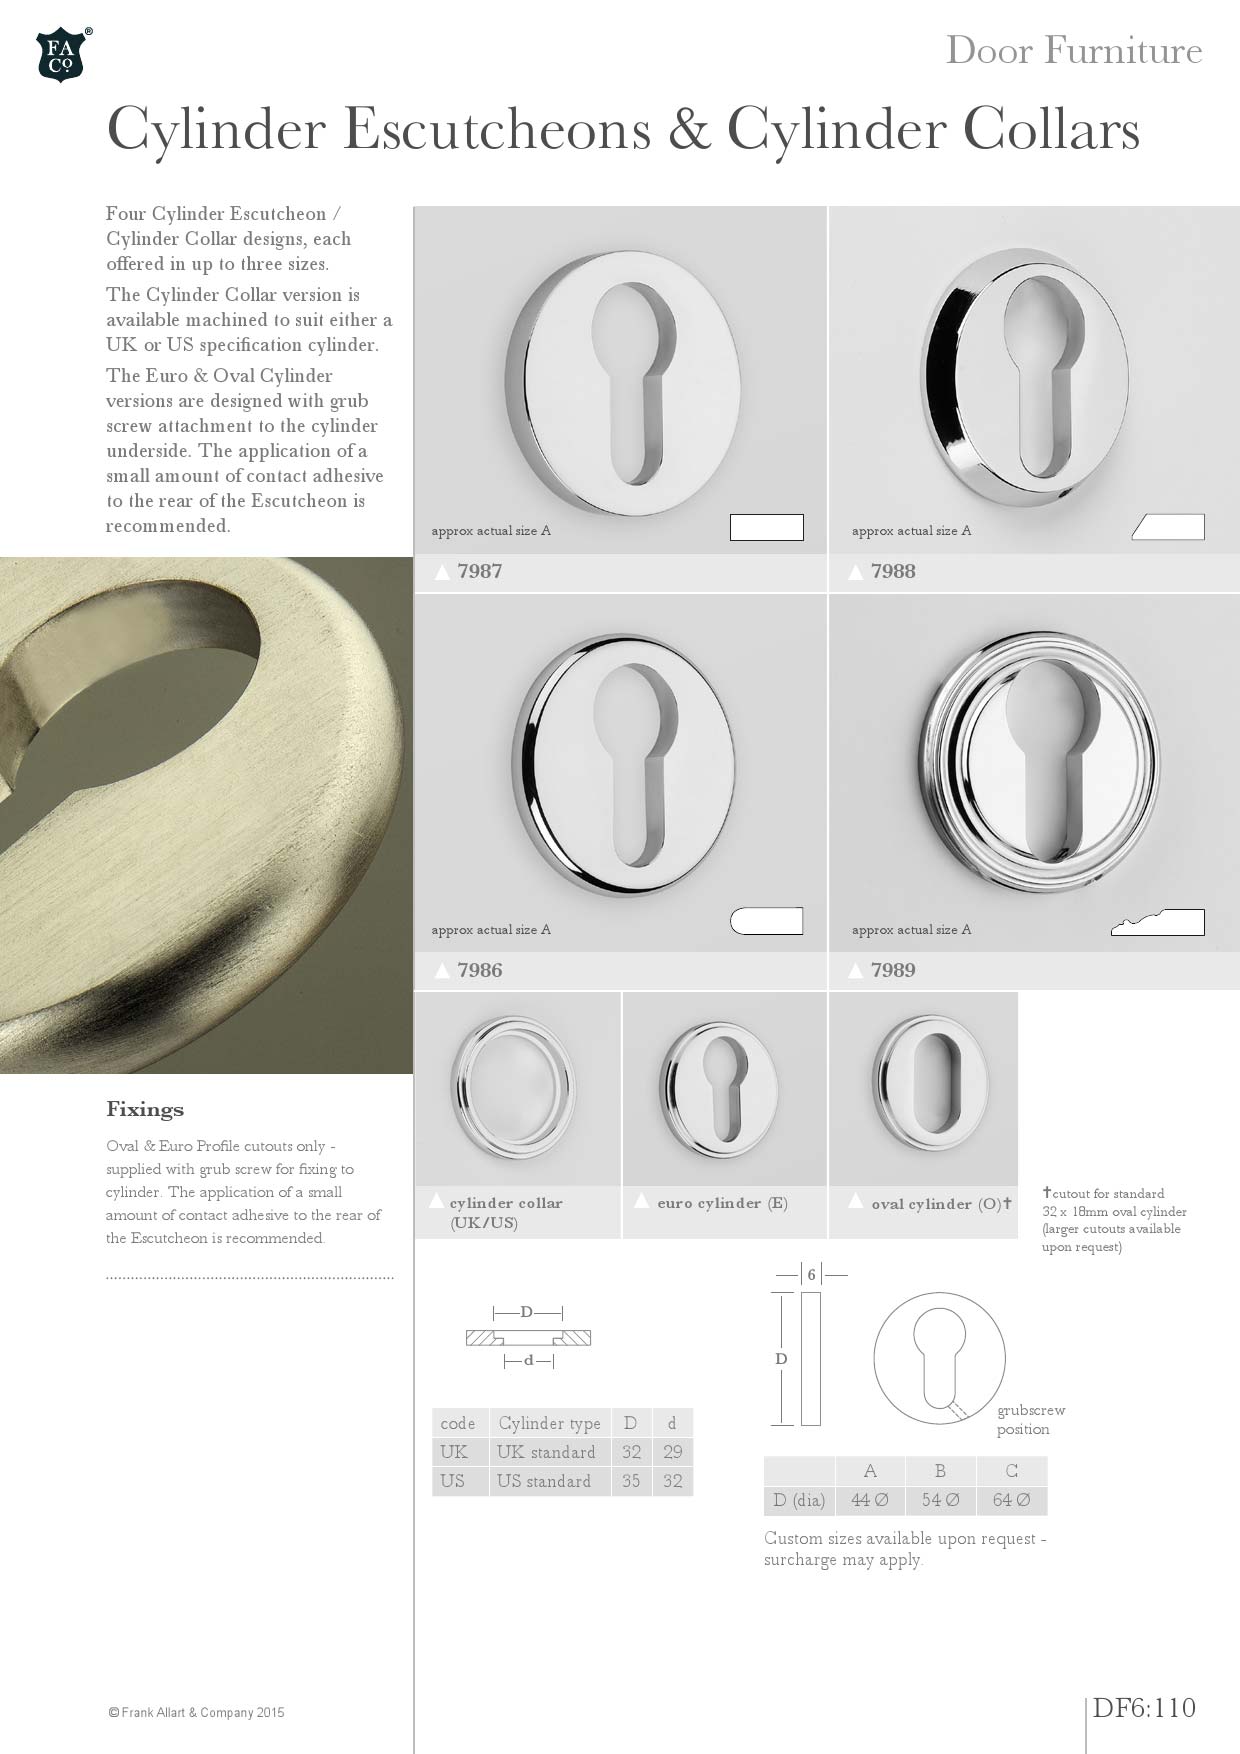 FA
Co.
®
Door Furniture
Cylinder Escutcheons & Cylinder Collars
Four Cylinder Escutcheon /
Cylinder Collar designs, each
offered in up to three sizes.
The Cylinder Collar version is
available machined to suit either a
UK or US specification cylinder.
The Euro & Oval Cylinder
versions are designed with grub
screw attachment to the cylinder
underside. The application of a
small amount of contact adhesive
to the rear of the Escutcheon is
recommended.
approx actual size A
7987
approx actual size A
7988
approx actual size A
7986
approx actual size A
7989
Fixings
Oval & Euro Profile cutouts only -
supplied with grub screw for fixing to
cylinder. The application of a small
amount of contact adhesive to the rear of
the Escutcheon is recommended.
cylinder collar
(UK/US)
euro cylinder (E)
oval cylinder (O)✝
✝cutout for standard
32 x 18mm oval cylinder
(larger cutouts available
upon request)
D
d
6
D
grubscrew
position
code Cylinder type D d
UK UK standard 32 29
US US standard 35 32
A B C
D (dia) 44 Ø 54 Ø 64 Ø
Custom sizes available upon request -
surcharge may apply.
© Frank Allart & Company 2015
DF6:110